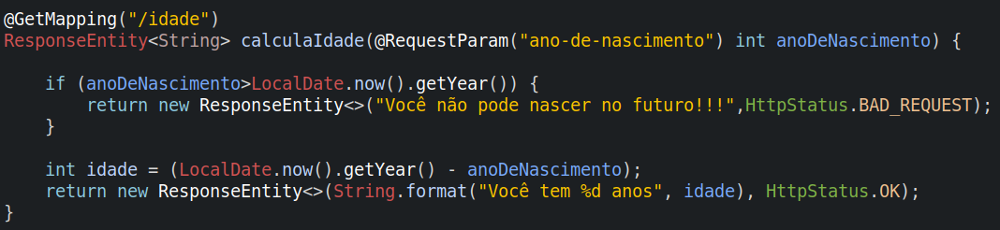 @GetMapping("/idade")
ResponseEntity<String> calculaIdade(@RequestParam("ano-de-nascimento") int anoDeNascimento) {
    if (anoDeNascimento>LocalDate.now().getYear()) {
        return new ResponseEntity<>("Você não pode nascer no futuro!!!",HttpStatus.BAD_REQUEST);
    }
    int idade = (LocalDate.now().getYear() - anoDeNascimento);
    return new ResponseEntity<>(String.format("Você tem %d anos", idade), HttpStatus.OK);
}